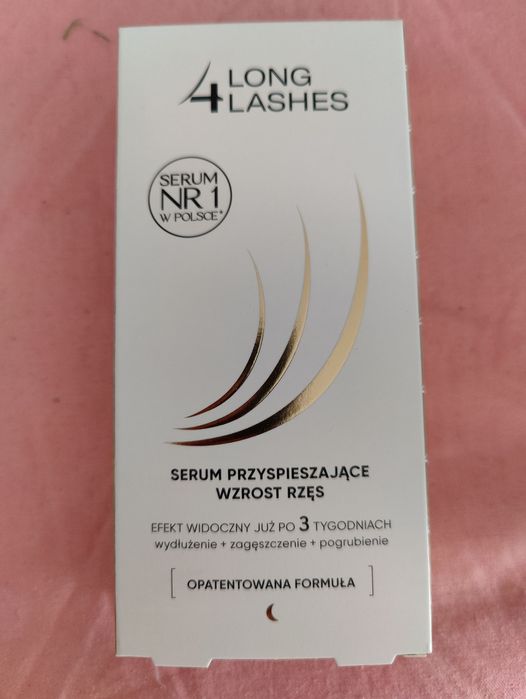 4 LONG
LASHES
SERUM
NR 1
W POLSCE*
SERUM PRZYSPIESZAJĄCE
WZROST RZĘS
EFEKT WIDOCZNY JUŻ PO 3 TYGODNIACH
wydłużenie + zagęszczenie + pogrubienie
OPATENTOWANA FORMUŁA